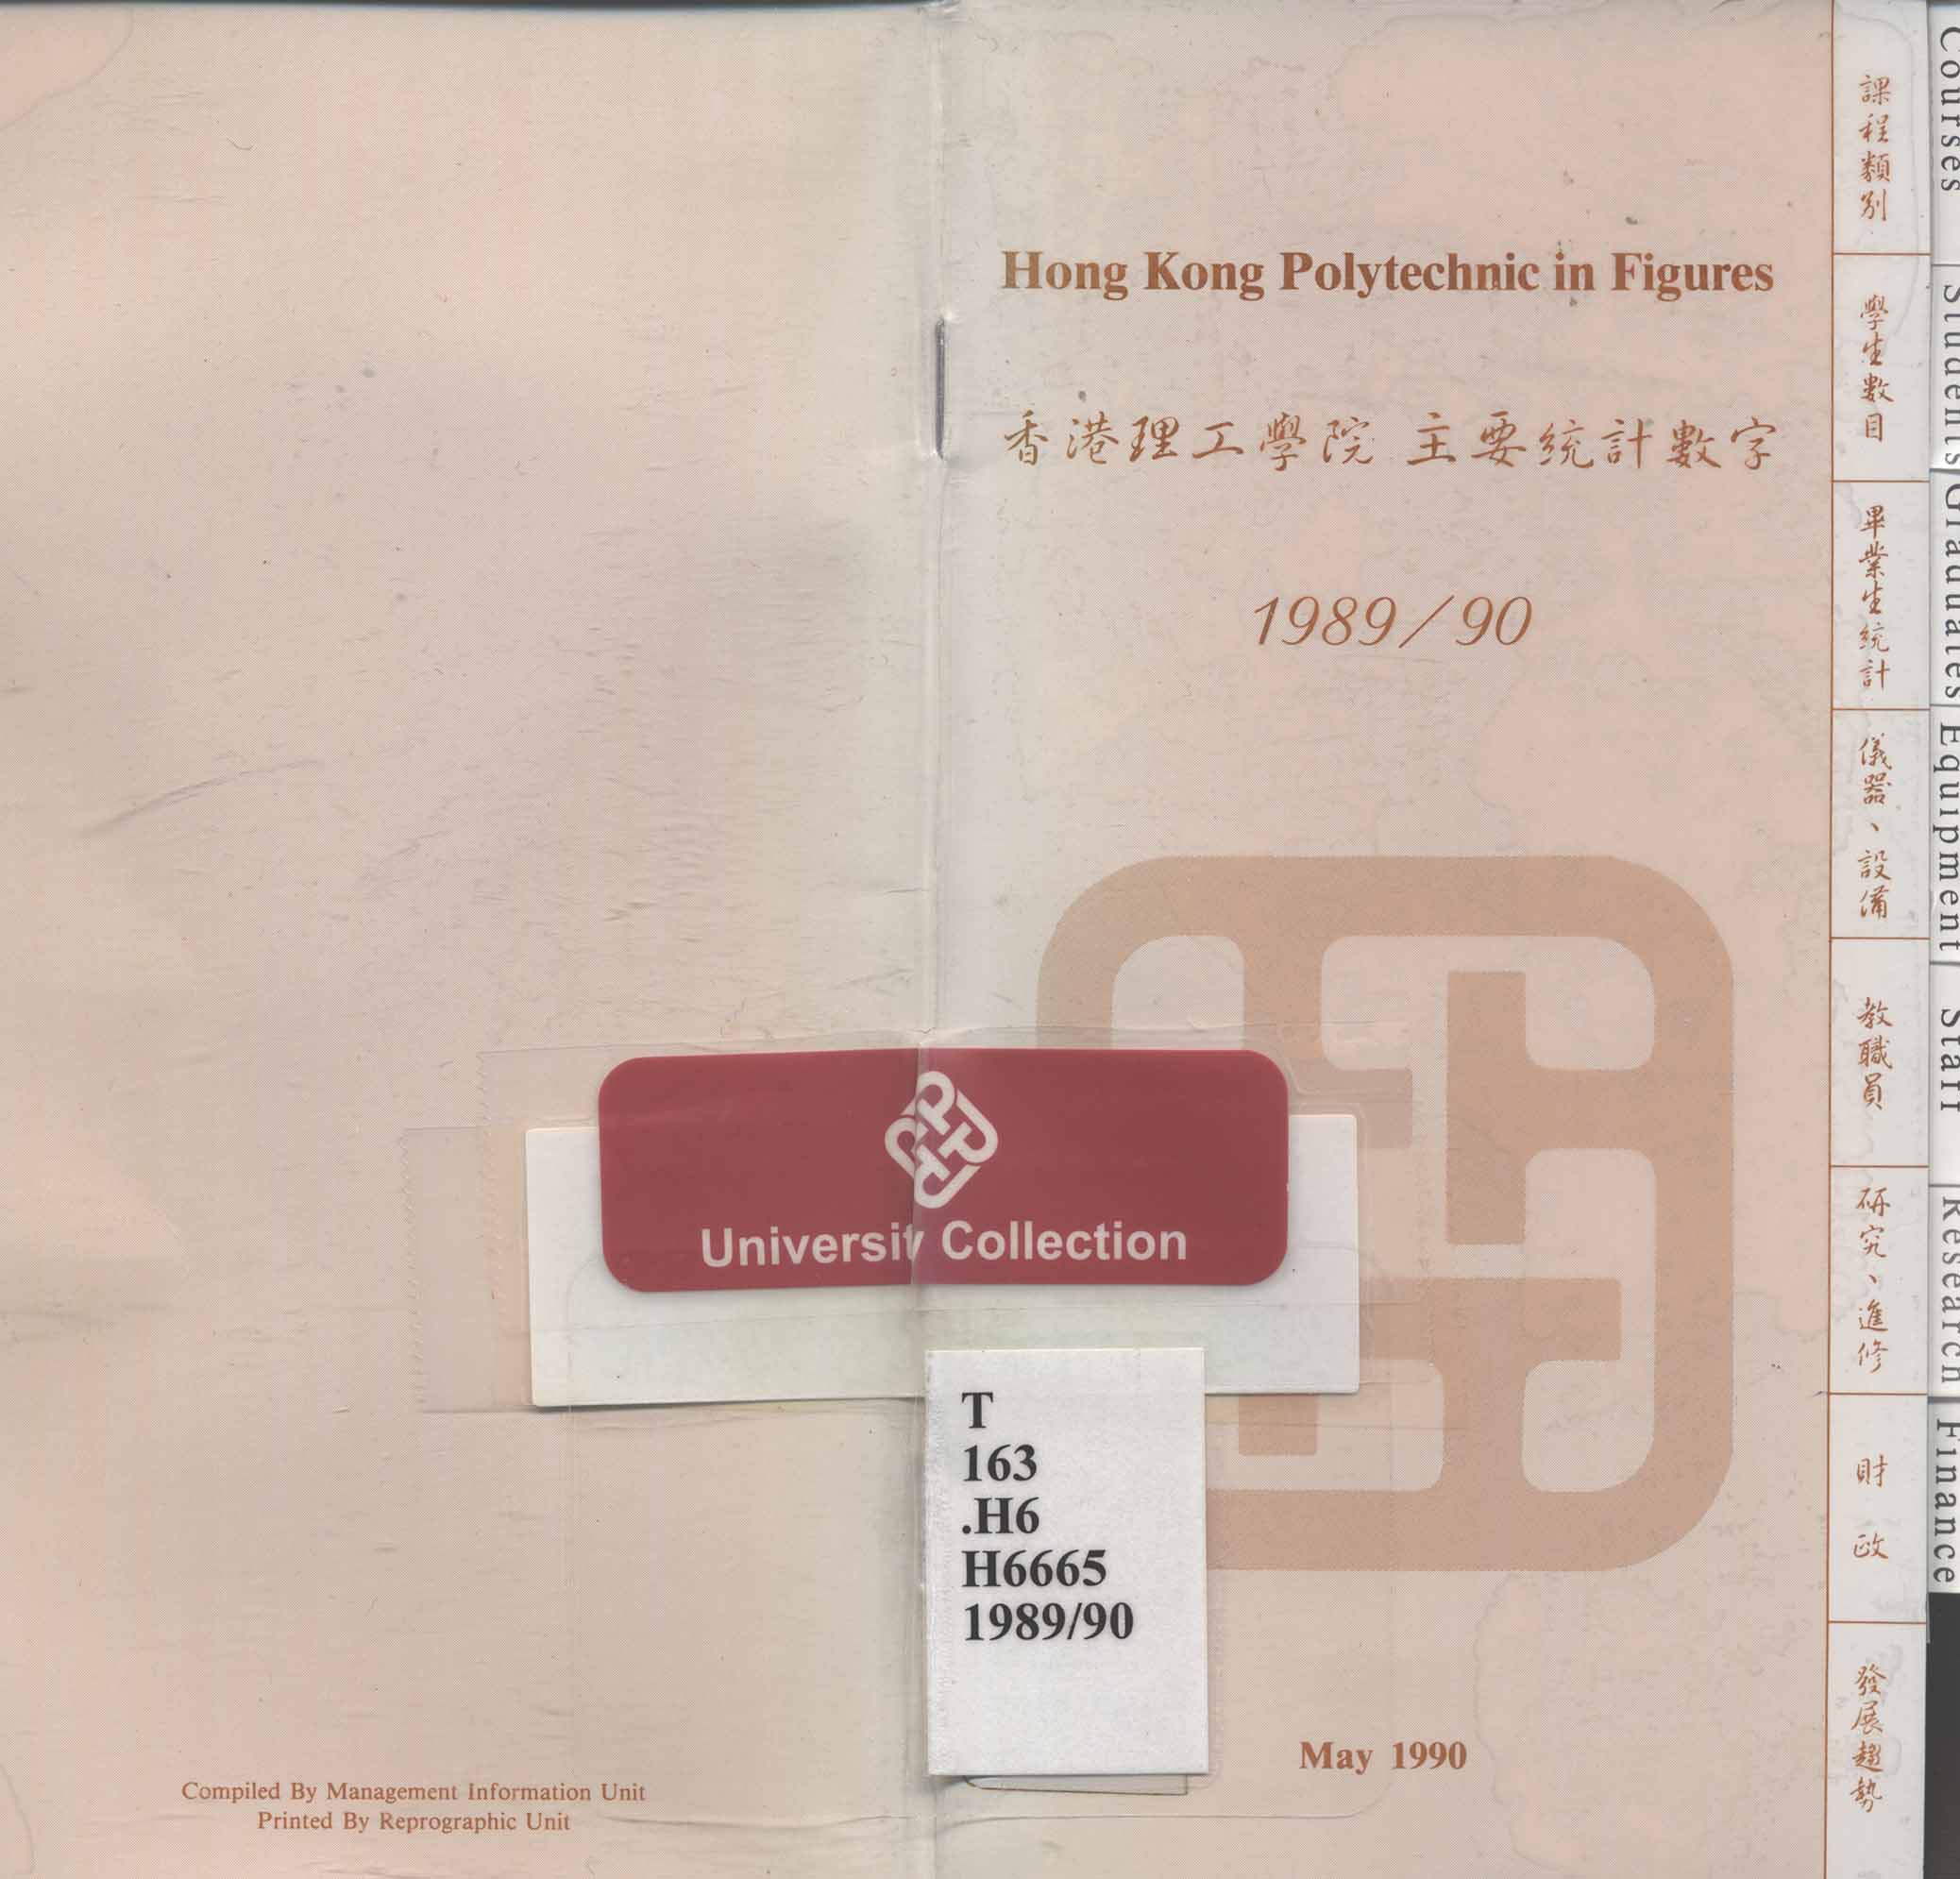 Hong Kong Polytechnic in Figures
香港理工學院 主要統計數字
1989/90
University Collection
T
163
.H6
H6665
1989/90
May 1990
Compiled By Management Information Unit
Printed By Reprographic Unit
課程類別
學生數目
畢業生統計
儀器、設備
教職員
研究、進修
財政
發展趨勢
Courses
Students
Graduates
Equipment
Staff
Research
Finance